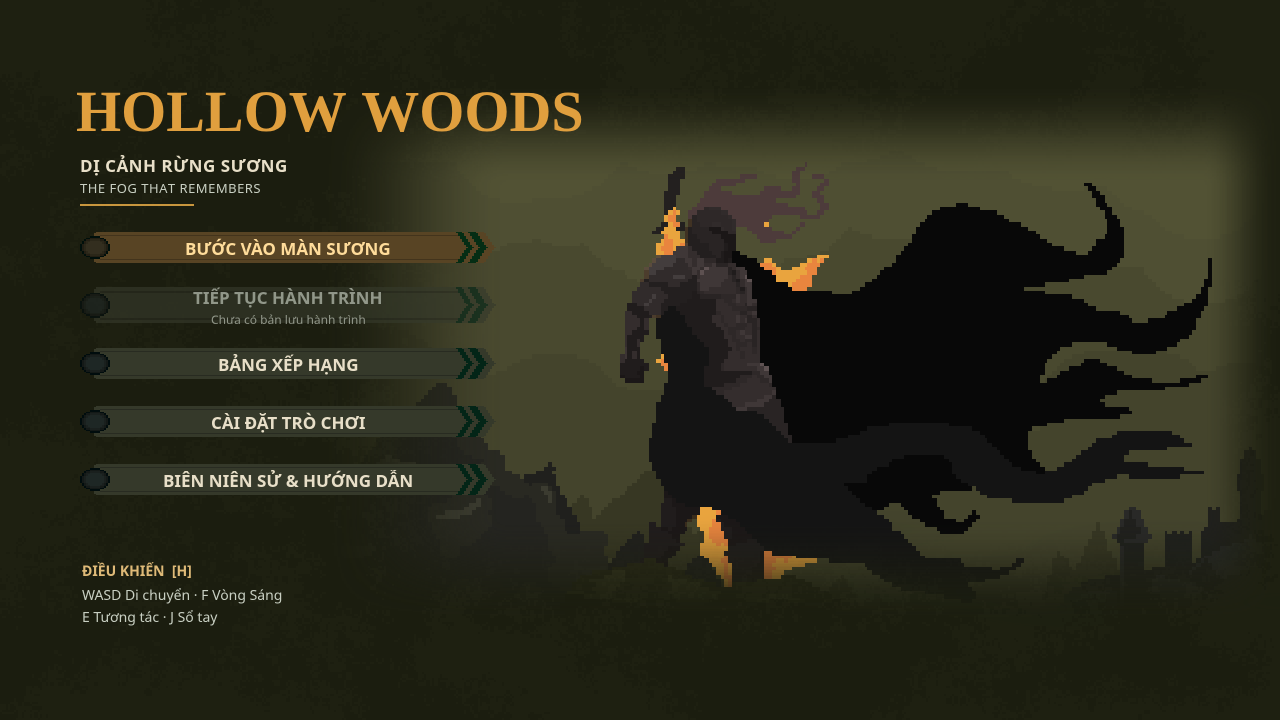 HOLLOW WOODS
DỊ CẢNH RỪNG SƯƠNG
THE FOG THAT REMEMBERS
BƯỚC VÀO MÀN SƯƠNG
TIẾP TỤC HÀNH TRÌNH
Chưa có bản lưu hành trình
BẢNG XẾP HẠNG
CÀI ĐẶT TRÒ CHƠI
BIÊN NIÊN SỬ & HƯỚNG DẪN
ĐIỀU KHIỂN [H]
WASD Di chuyển · F Vòng Sáng
E Tương tác · J Sổ tay